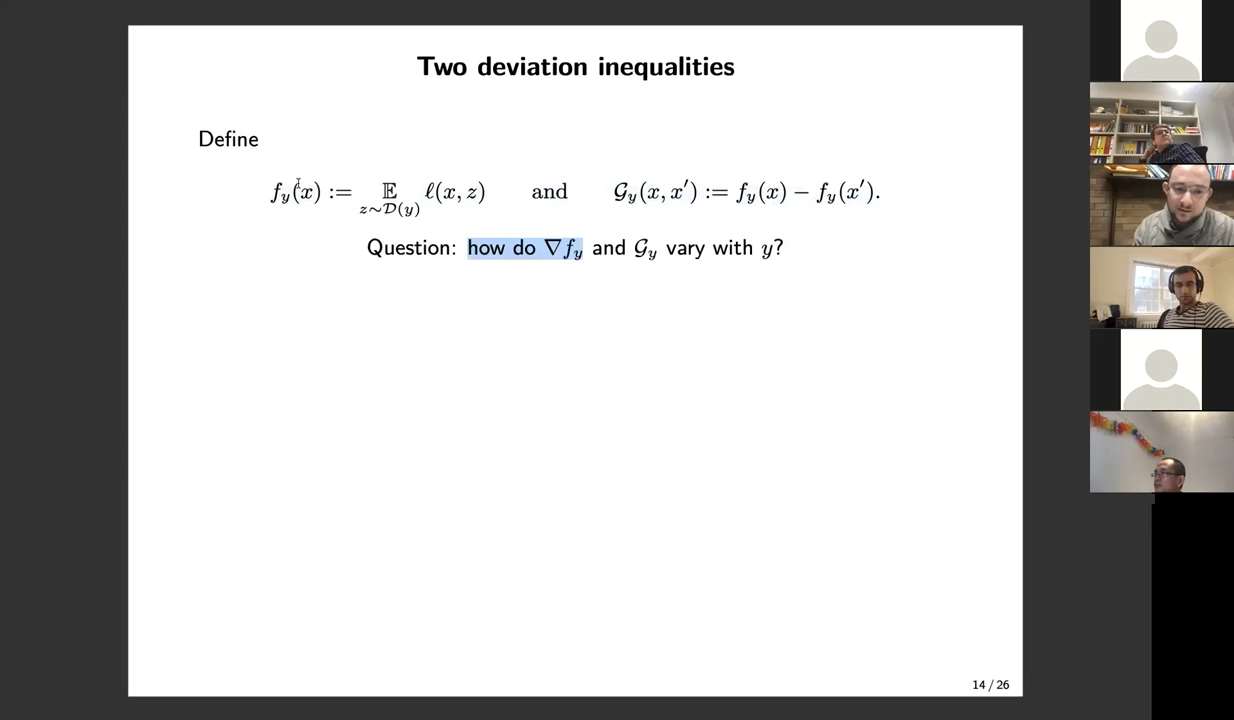 Two deviation inequalities
Define
f_y(x) := 𝔼_{z∼𝒟(y)} ℓ(x, z) and 𝒢_y(x, x′) := f_y(x) − f_y(x′).
Question: how do ∇f_y and 𝒢_y vary with y?
14 / 26